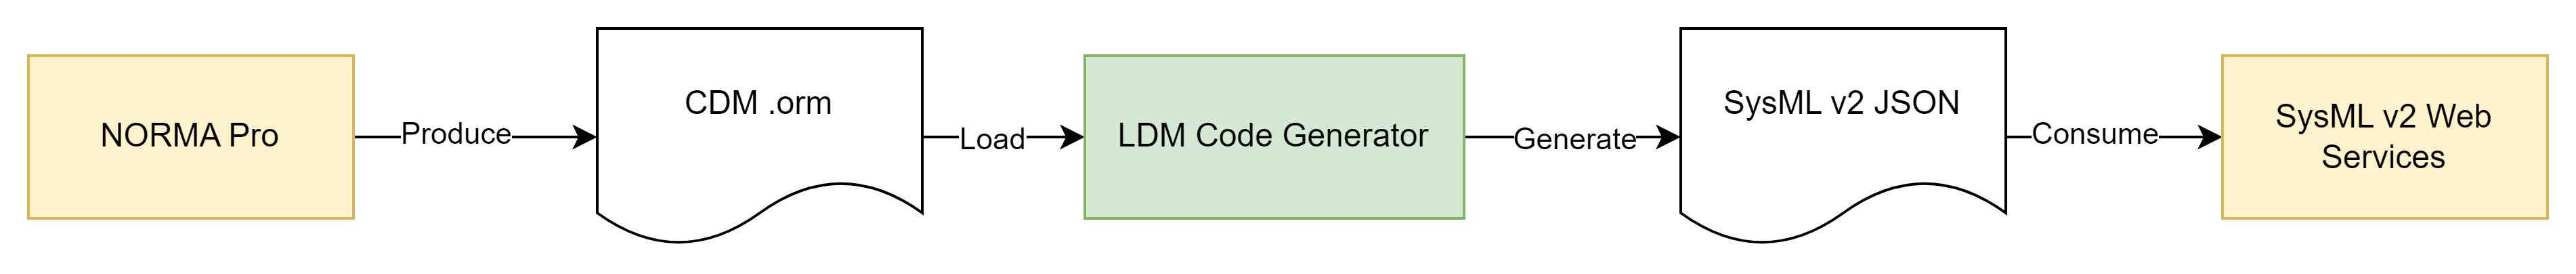 NORMA Pro
Produce
CDM .orm
Load
LDM Code Generator
Generate
SysML v2 JSON
Consume
SysML v2 Web
Services